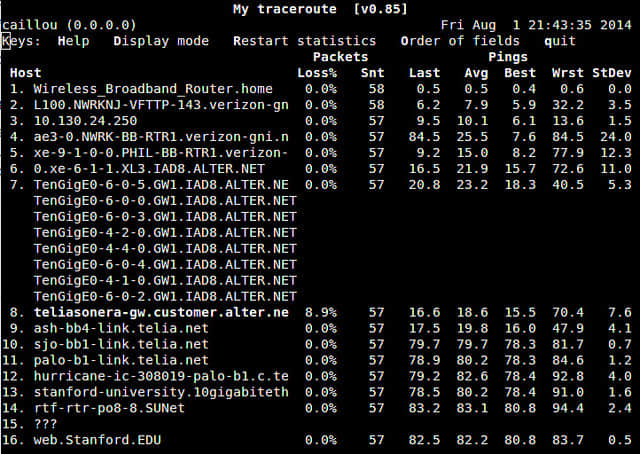 My traceroute  [v0.85]
caillou (0.0.0.0)                                       Fri Aug  1 21:43:35 2014
Keys:  Help   Display mode   Restart statistics   Order of fields   quit
                                       Packets               Pings
 Host                                Loss%   Snt   Last   Avg  Best  Wrst StDev
 1. Wireless_Broadband_Router.home    0.0%    58    0.5   0.5   0.4   0.6   0.0
 2. L100.NWRKNJ-VFTTP-143.verizon-gn  0.0%    58    6.2   7.9   5.9  32.2   3.5
 3. 10.130.24.250                     0.0%    57    9.5  10.1   6.1  13.6   1.5
 4. ae3-0.NWRK-BB-RTR1.verizon-gni.n  0.0%    57   84.5  25.5   7.6  84.5  24.0
 5. xe-9-1-0-0.PHIL-BB-RTR1.verizon-  0.0%    57    9.2  15.0   8.2  77.9  12.3
 6. 0.xe-6-1-1.XL3.IAD8.ALTER.NET     0.0%    57   16.5  21.9  15.7  72.6  11.0
 7. TenGigE0-6-0-5.GW1.IAD8.ALTER.NE  0.0%    57   20.8  23.2  18.3  40.5   5.3
    TenGigE0-6-0-0.GW1.IAD8.ALTER.NET
    TenGigE0-6-0-3.GW1.IAD8.ALTER.NET
    TenGigE0-4-2-0.GW1.IAD8.ALTER.NET
    TenGigE0-4-4-0.GW1.IAD8.ALTER.NET
    TenGigE0-6-0-4.GW1.IAD8.ALTER.NET
    TenGigE0-4-1-0.GW1.IAD8.ALTER.NET
    TenGigE0-6-0-2.GW1.IAD8.ALTER.NET
 8. teliasonera-gw.customer.alter.ne  8.9%    57   16.6  18.6  15.5  70.4   7.6
 9. ash-bb4-link.telia.net            0.0%    57   17.5  19.8  16.0  47.9   4.1
10. sjo-bb1-link.telia.net            0.0%    57   79.7  79.7  78.3  81.7   0.7
11. palo-b1-link.telia.net            0.0%    57   78.9  80.2  78.3  84.6   1.2
12. hurricane-ic-308019-palo-b1.c.te  0.0%    57   79.2  82.6  78.4  92.8   4.0
13. stanford-university.10gigabiteth  0.0%    57   78.5  80.2  78.4  91.0   1.6
14. rtf-rtr-po8-8.SUNet               0.0%    57   83.2  83.1  80.8  94.4   2.4
15. ???
16. web.Stanford.EDU                  0.0%    57   82.5  82.2  80.8  83.7   0.5